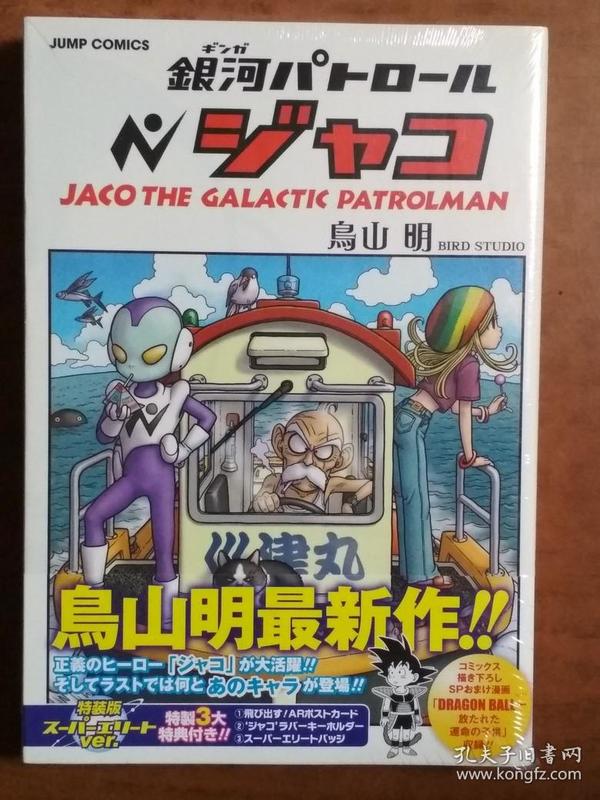 JUMP COMICS
ギンガ
銀河パトロール
ジャコ
JACO THE GALACTIC PATROLMAN
鳥山 明 BIRD STUDIO
鳥山明最新作!!
正義のヒーロー「ジャコ」が大活躍!!
そしてラストでは何とあのキャラが登場!!
コミックス
描き下ろし
SPおまけ漫画
「DRAGON BALL－
放たれた
運命の子供」
特装版
スーパーエリート
ver.
特製3大
特典付き!!
①飛び出す!ARポストカード
②"ジャコ"ラバーキーホルダー
③スーパーエリートバッジ
孔夫子旧书网
www.kongfz.com